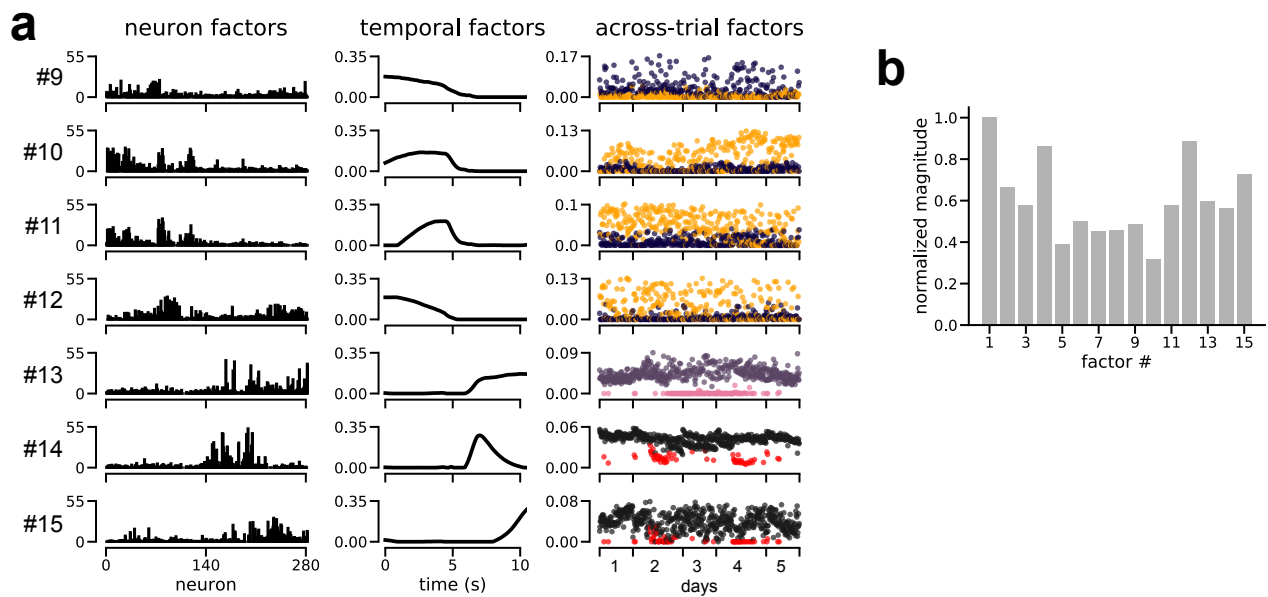 a
neuron factors temporal factors across-trial factors
#9 55 0 0.35 0.00 0.17 0.00
#10 55 0 0.35 0.00 0.13 0.00
#11 55 0 0.35 0.00 0.1 0.0
#12 55 0 0.35 0.00 0.13 0.00
#13 55 0 0.35 0.00 0.09 0.00
#14 55 0 0.35 0.00 0.06 0.00
#15 55 0 0.35 0.00 0.08 0.00
0 140 280 0 5 10 1 2 3 4 5
neuron time (s) days
b
normalized magnitude
1.0
0.8
0.6
0.4
0.2
0.0
1 3 5 7 9 11 13 15
factor #